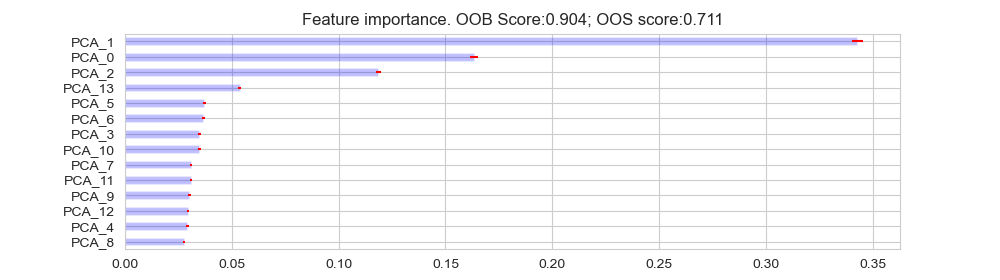 Feature importance. OOB Score:0.904; OOS score:0.711
PCA_1
PCA_0
PCA_2
PCA_13
PCA_5
PCA_6
PCA_3
PCA_10
PCA_7
PCA_11
PCA_9
PCA_12
PCA_4
PCA_8
0.00 0.05 0.10 0.15 0.20 0.25 0.30 0.35